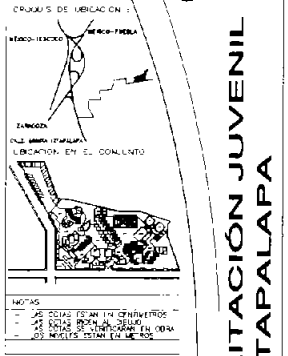 CROQUIS DE UBICACION :
MEXICO-TEXCOCO
MEXICO-PUEBLA
ZARAGOZA
CALZ. ERMITA IZTAPALAPA
UBICACION EN EL CONJUNTO
NOTAS
- LAS COTAS ESTAN EN CENTIMETROS
- LAS COTAS RIGEN AL DIBUJO
- LAS COTAS SE VERIFICARAN EN OBRA
- LOS NIVELES ESTAN EN METROS
ITACIÓN JUVENIL
TAPALAPA